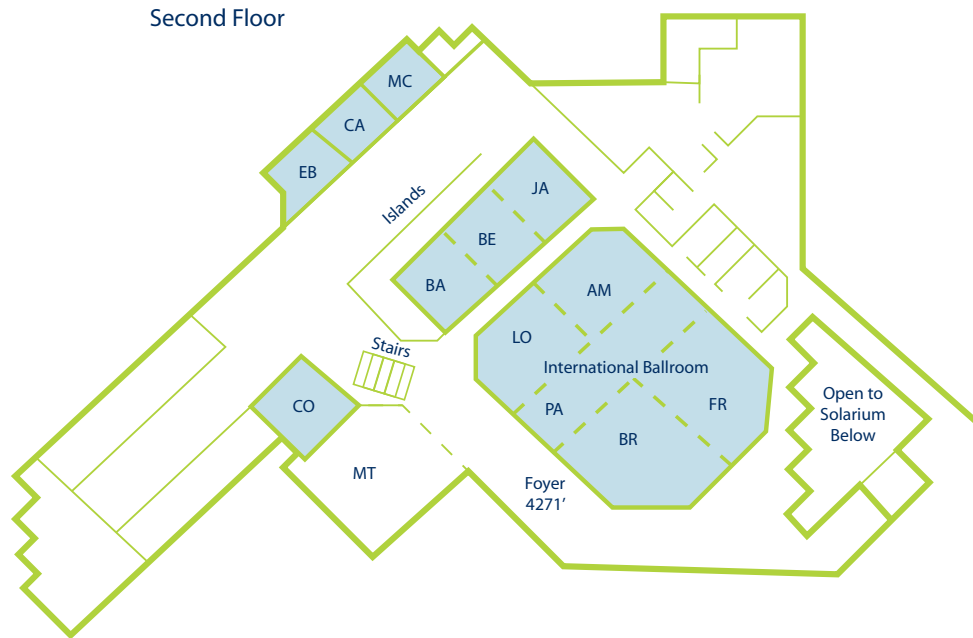 Second Floor
MC
CA
EB
Islands
JA
BE
BA
AM
LO
Stairs
International Ballroom
CO
PA
FR
BR
Open to
Solarium
Below
MT
Foyer
4271'